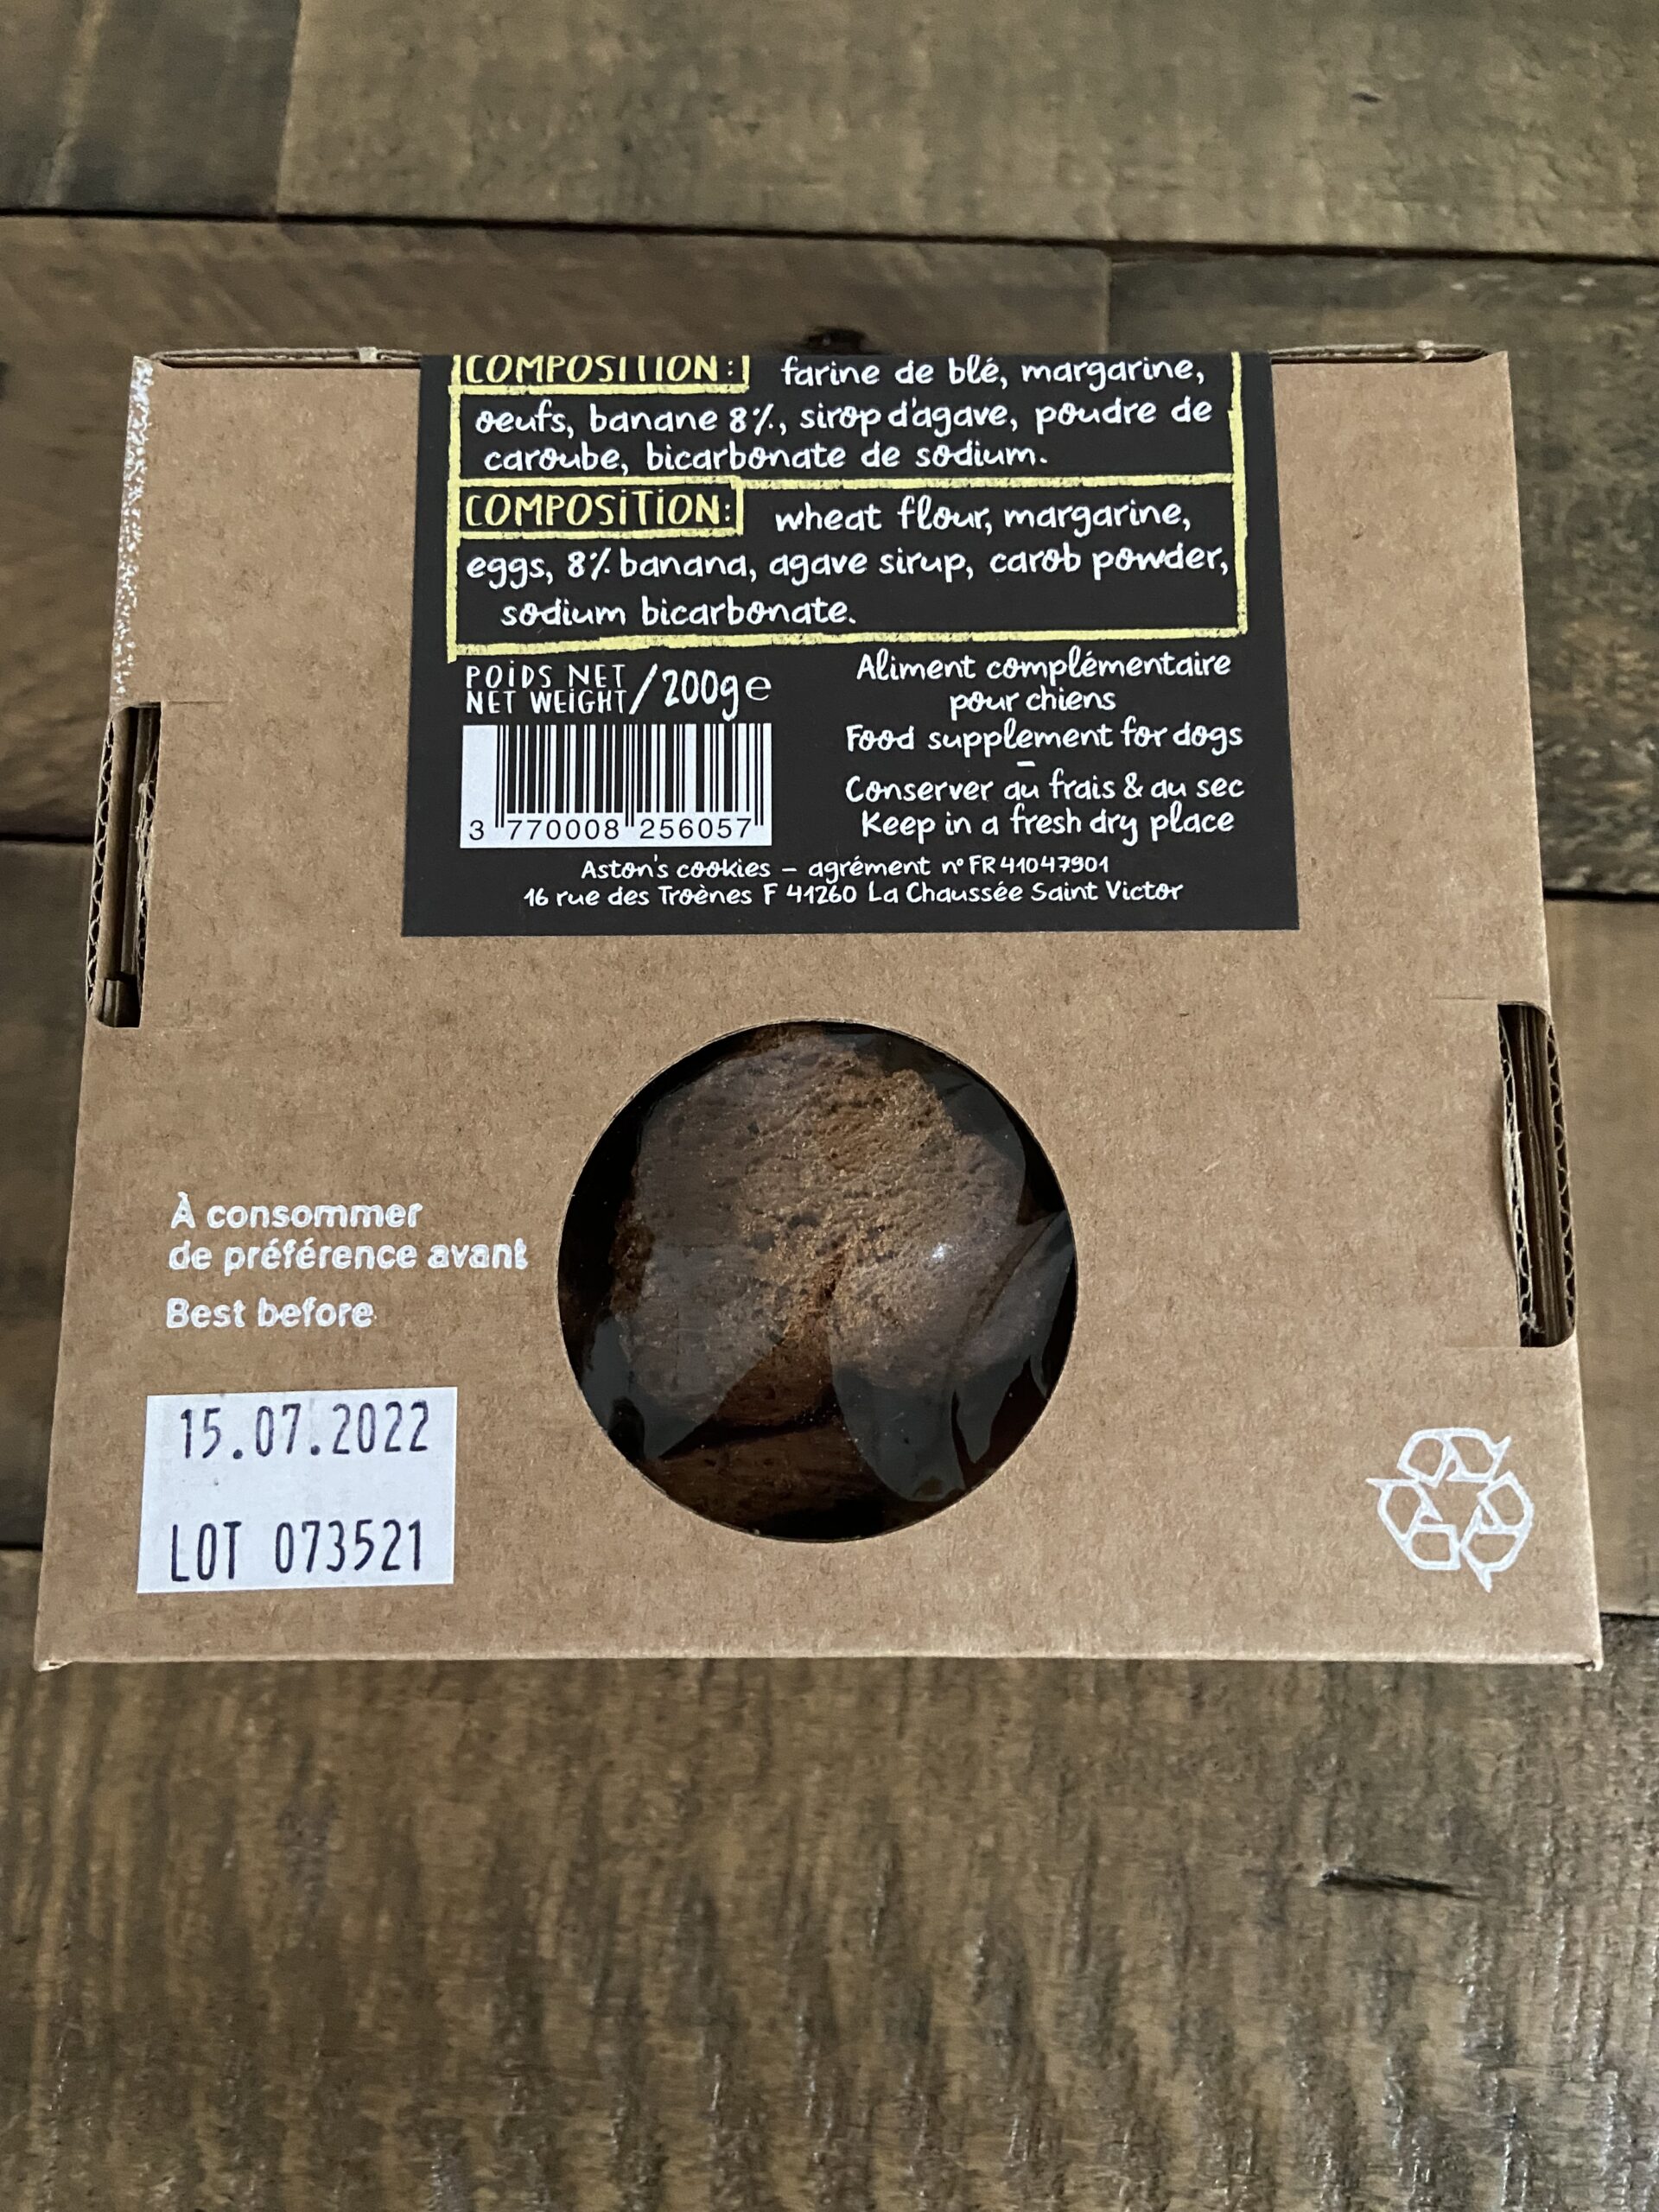 COMPOSITION: farine de blé, margarine,
oeufs, banane 8%, sirop d'agave, poudre de
caroube, bicarbonate de sodium.
COMPOSITION: wheat flour, margarine,
eggs, 8% banana, agave sirup, carob powder,
sodium bicarbonate.
POIDS NET
NET WEIGHT / 200g e
3 770008 256057
Aliment complémentaire
pour chiens
Food supplement for dogs
–
Conserver au frais & au sec
Keep in a fresh dry place
Aston's cookies – agrément n° FR 41047901
16 rue des Troènes F 41260 La Chaussée Saint Victor
À consommer
de préférence avant
Best before
15.07.2022
LOT 073521